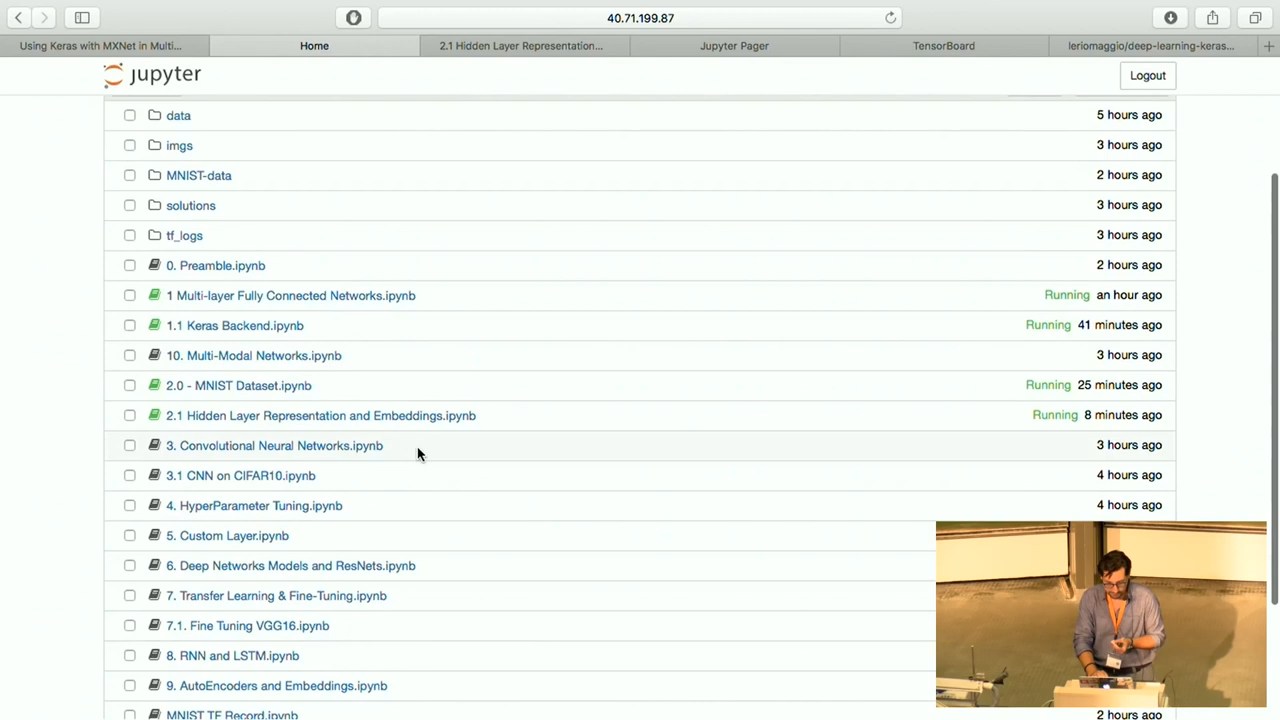 40.71.199.87
Using Keras with MXNet in Multi...
Home
2.1 Hidden Layer Representation...
Jupyter Pager
TensorBoard
leriomaggio/deep-learning-keras...
jupyter
Logout
data 5 hours ago
imgs 3 hours ago
MNIST-data 2 hours ago
solutions 3 hours ago
tf_logs 3 hours ago
0. Preamble.ipynb 2 hours ago
1 Multi-layer Fully Connected Networks.ipynb Running an hour ago
1.1 Keras Backend.ipynb Running 41 minutes ago
10. Multi-Modal Networks.ipynb 3 hours ago
2.0 - MNIST Dataset.ipynb Running 25 minutes ago
2.1 Hidden Layer Representation and Embeddings.ipynb Running 8 minutes ago
3. Convolutional Neural Networks.ipynb 3 hours ago
3.1 CNN on CIFAR10.ipynb 4 hours ago
4. HyperParameter Tuning.ipynb 4 hours ago
5. Custom Layer.ipynb
6. Deep Networks Models and ResNets.ipynb
7. Transfer Learning & Fine-Tuning.ipynb
7.1. Fine Tuning VGG16.ipynb
8. RNN and LSTM.ipynb
9. AutoEncoders and Embeddings.ipynb
MNIST TF Record.ipynb 2 hours ago